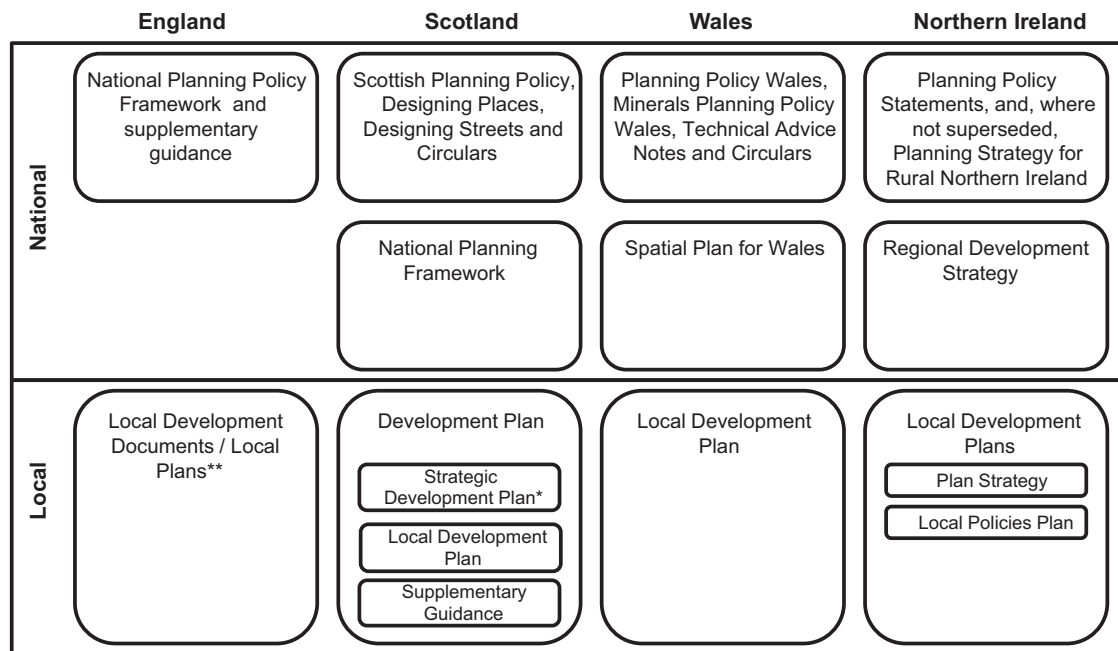 England
Scotland
Wales
Northern Ireland
National
National Planning Policy
Framework and
supplementary
guidance
Scottish Planning Policy,
Designing Places,
Designing Streets and
Circulars
Planning Policy Wales,
Minerals Planning Policy
Wales, Technical Advice
Notes and Circulars
Planning Policy
Statements, and, where
not superseded,
Planning Strategy for
Rural Northern Ireland
National Planning
Framework
Spatial Plan for Wales
Regional Development
Strategy
Local
Local Development
Documents / Local
Plans**
Development Plan
Strategic
Development Plan*
Local Development
Plan
Supplementary
Guidance
Local Development
Plan
Local Development
Plans
Plan Strategy
Local Policies Plan